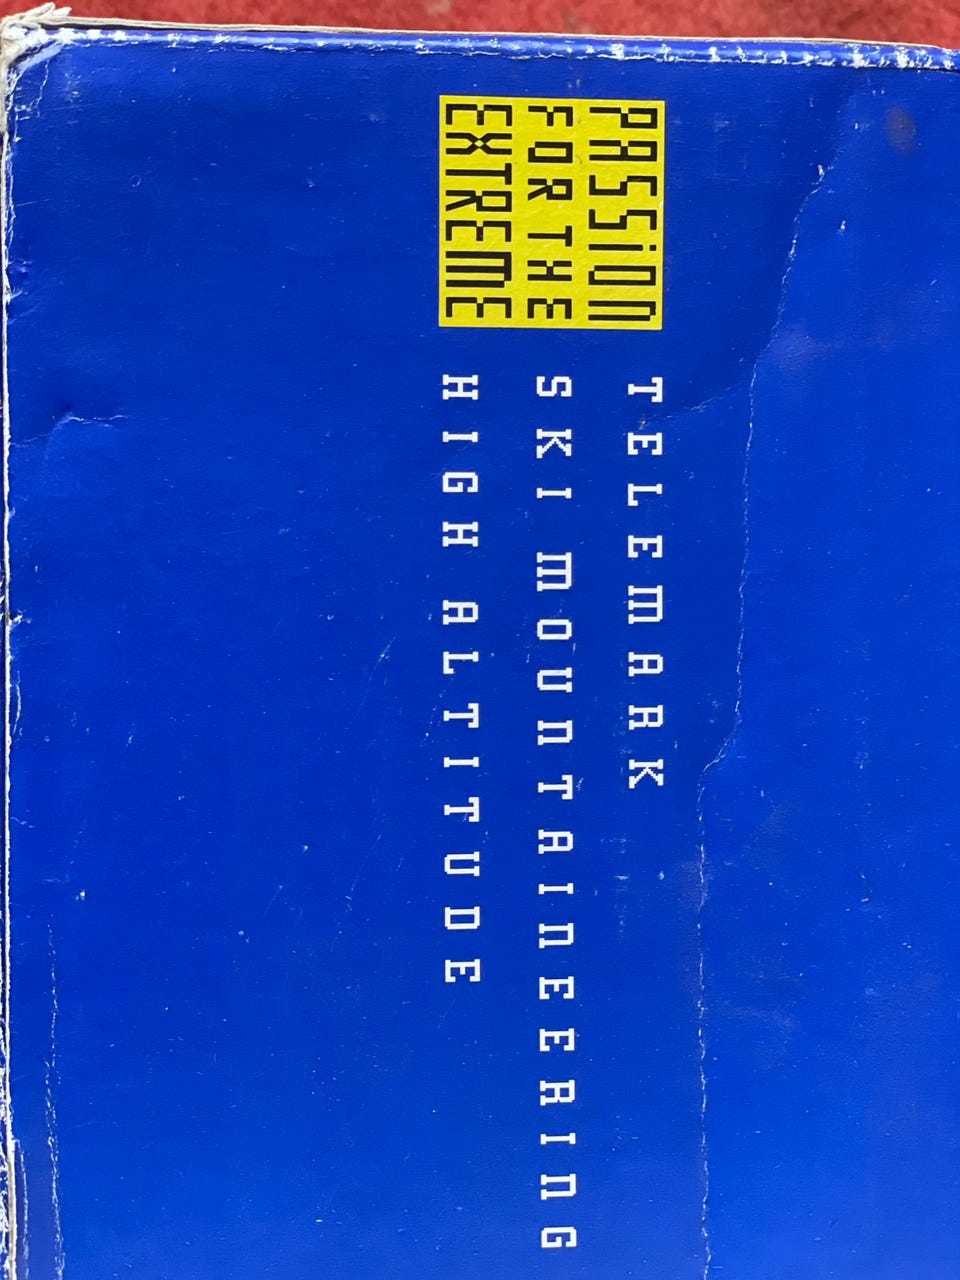 PASSiON
FOR THE
EXTREME
TELEMARK
SKI MOUNTAINEERING
HIGH ALTITUDE